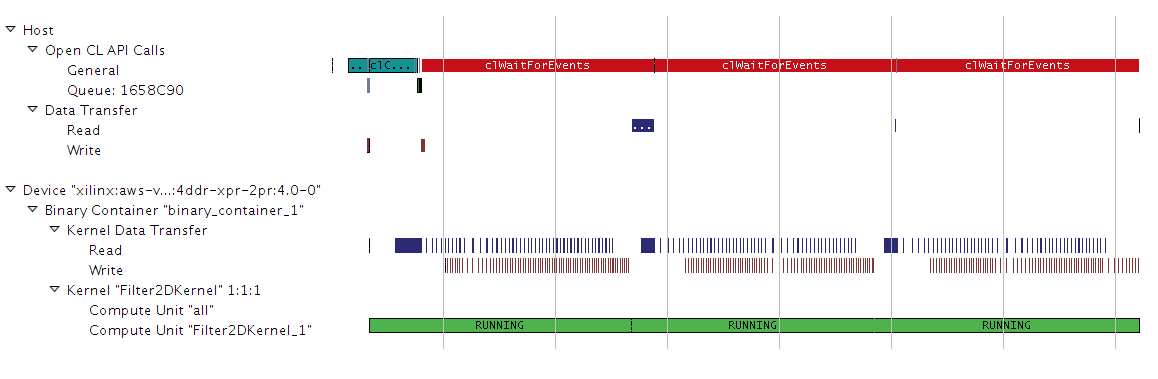 Host
Open CL API Calls
General .. clC... clWaitForEvents clWaitForEvents clWaitForEvents
Queue: 1658C90
Data Transfer
Read ...
Write
Device "xilinx:aws-v...:4ddr-xpr-2pr:4.0-0"
Binary Container "binary_container_1"
Kernel Data Transfer
Read
Write
Kernel "Filter2DKernel" 1:1:1
Compute Unit "all"
Compute Unit "Filter2DKernel_1" RUNNING RUNNING RUNNING